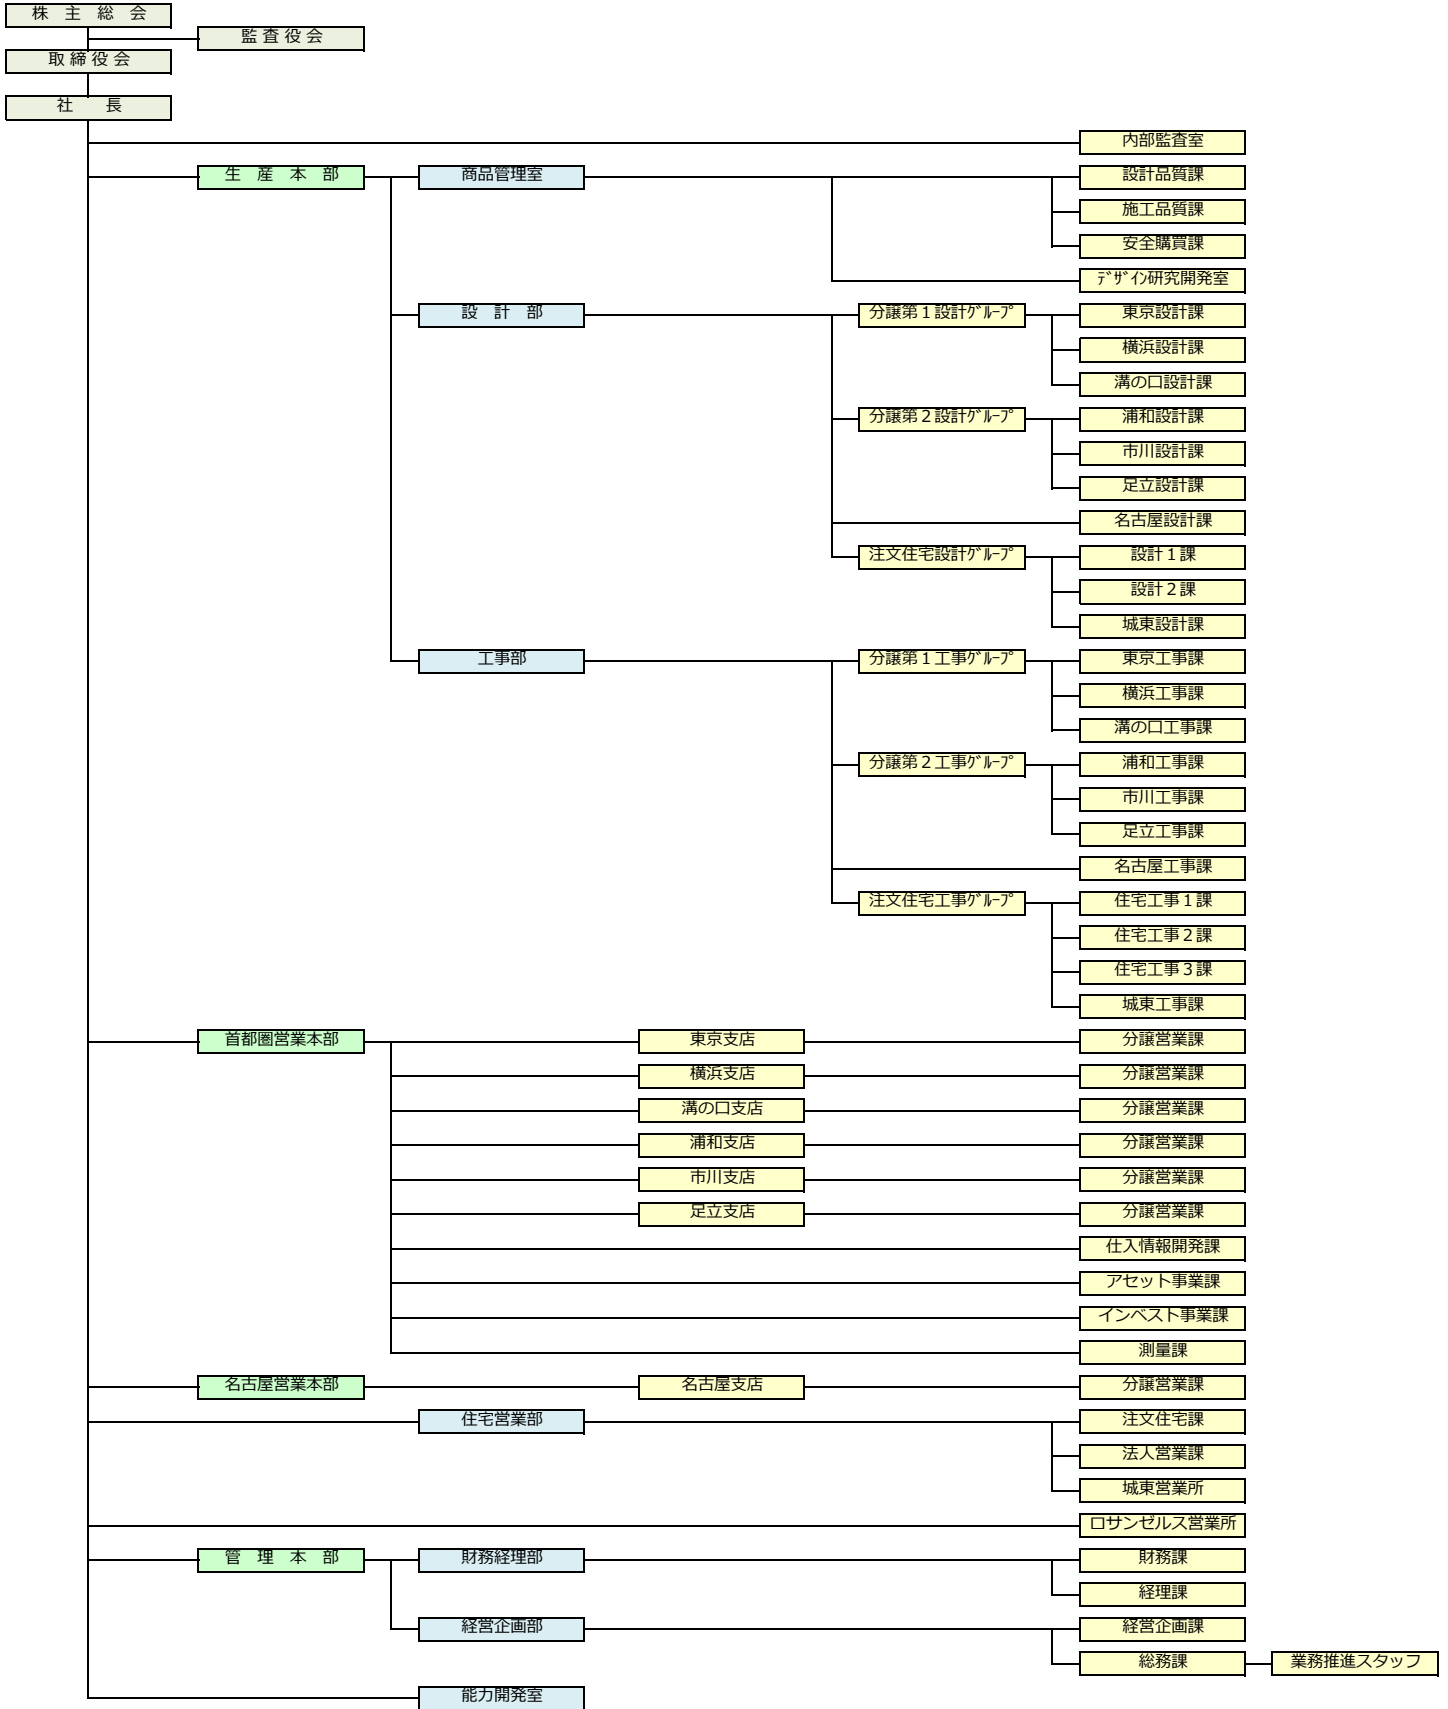 株　主　総　会
監 査 役 会
取 締 役 会
社　　長
内部監査室
生　産　本　部
商品管理室
設計品質課
施工品質課
安全購買課
ﾃﾞｻﾞｲﾝ研究開発室
設　計　部
分譲第１設計ｸﾞﾙｰﾌﾟ
東京設計課
横浜設計課
溝の口設計課
分譲第２設計ｸﾞﾙｰﾌﾟ
浦和設計課
市川設計課
足立設計課
名古屋設計課
注文住宅設計ｸﾞﾙｰﾌﾟ
設計１課
設計２課
城東設計課
工事部
分譲第１工事ｸﾞﾙｰﾌﾟ
東京工事課
横浜工事課
溝の口工事課
分譲第２工事ｸﾞﾙｰﾌﾟ
浦和工事課
市川工事課
足立工事課
名古屋工事課
注文住宅工事ｸﾞﾙｰﾌﾟ
住宅工事１課
住宅工事２課
住宅工事３課
城東工事課
首都圏営業本部
東京支店
分譲営業課
横浜支店
分譲営業課
溝の口支店
分譲営業課
浦和支店
分譲営業課
市川支店
分譲営業課
足立支店
分譲営業課
仕入情報開発課
アセット事業課
インベスト事業課
測量課
名古屋営業本部
名古屋支店
分譲営業課
住宅営業部
注文住宅課
法人営業課
城東営業所
ロサンゼルス営業所
管　理　本　部
財務経理部
財務課
経理課
経営企画部
経営企画課
総務課
業務推進スタッフ
能力開発室